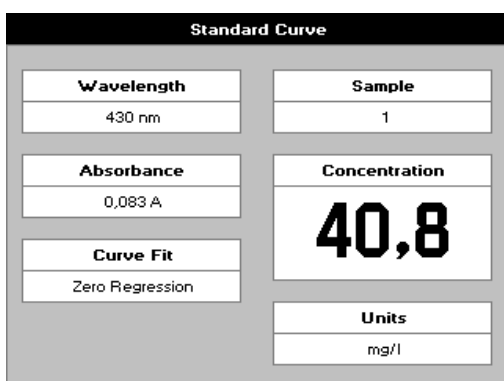 Standard Curve
Wavelength
430 nm
Absorbance
0,083 A
Curve Fit
Zero Regression
Sample
1
Concentration
40,8
Units
mg/l